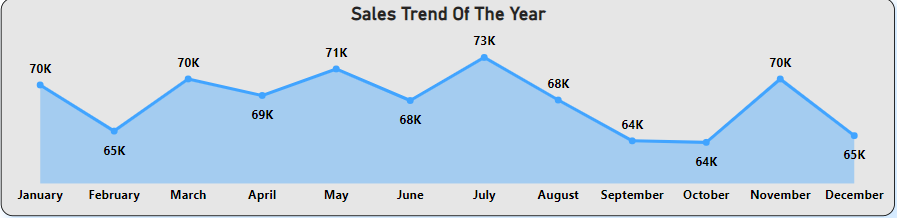 Sales Trend Of The Year
70K
65K
70K
69K
71K
68K
73K
68K
64K
64K
70K
65K
January February March April May June July August September October November December